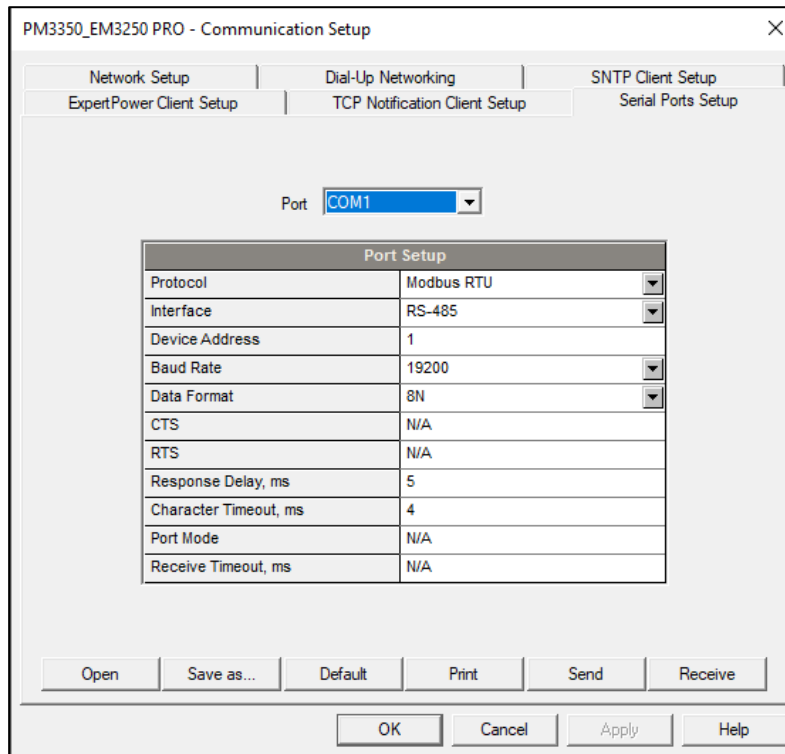 PM3350_EM3250 PRO - Communication Setup
Network Setup Dial-Up Networking SNTP Client Setup
ExpertPower Client Setup TCP Notification Client Setup Serial Ports Setup
Port COM1
Port Setup
Protocol Modbus RTU
Interface RS-485
Device Address 1
Baud Rate 19200
Data Format 8N
CTS N/A
RTS N/A
Response Delay, ms 5
Character Timeout, ms 4
Port Mode N/A
Receive Timeout, ms N/A
Open Save as... Default Print Send Receive
OK Cancel Apply Help